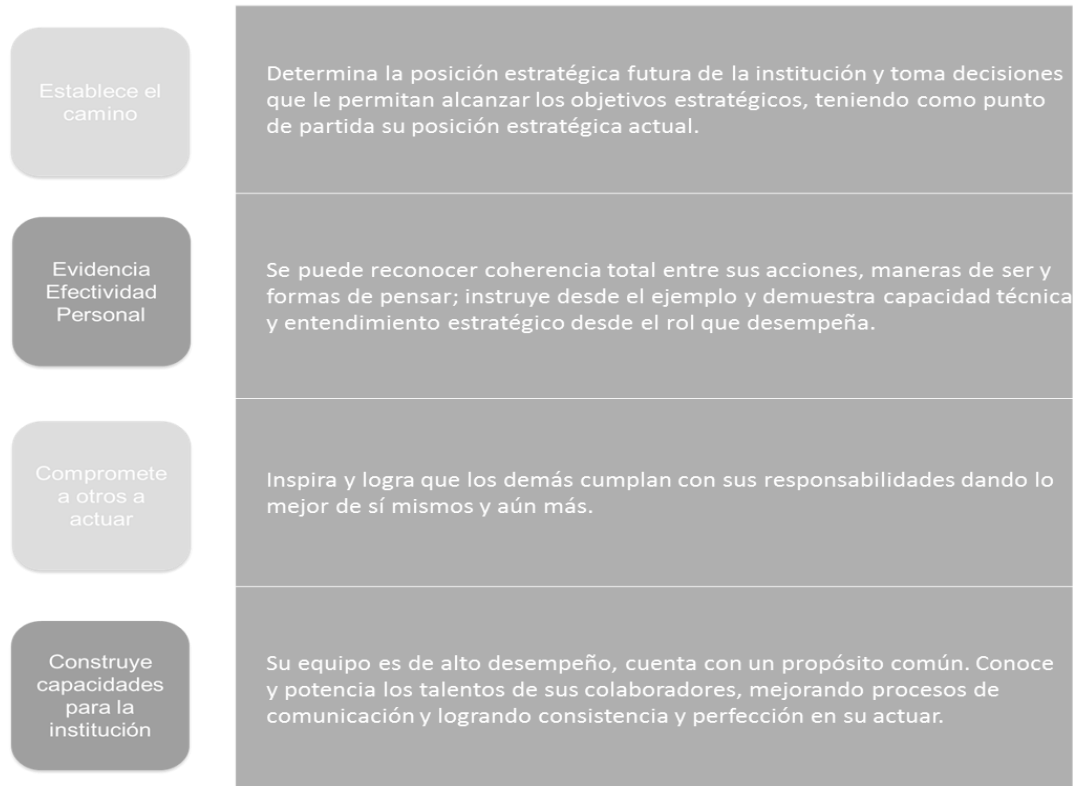 Establece el
camino
Determina la posición estratégica futura de la institución y toma decisiones
que le permitan alcanzar los objetivos estratégicos, teniendo como punto
de partida su posición estratégica actual.
Evidencia
Efectividad
Personal
Se puede reconocer coherencia total entre sus acciones, maneras de ser y
formas de pensar; instruye desde el ejemplo y demuestra capacidad técnica
y entendimiento estratégico desde el rol que desempeña.
Compromete
a otros a
actuar
Inspira y logra que los demás cumplan con sus responsabilidades dando lo
mejor de sí mismos y aún más.
Construye
capacidades
para la
institución
Su equipo es de alto desempeño, cuenta con un propósito común. Conoce
y potencia los talentos de sus colaboradores, mejorando procesos de
comunicación y logrando consistencia y perfección en su actuar.